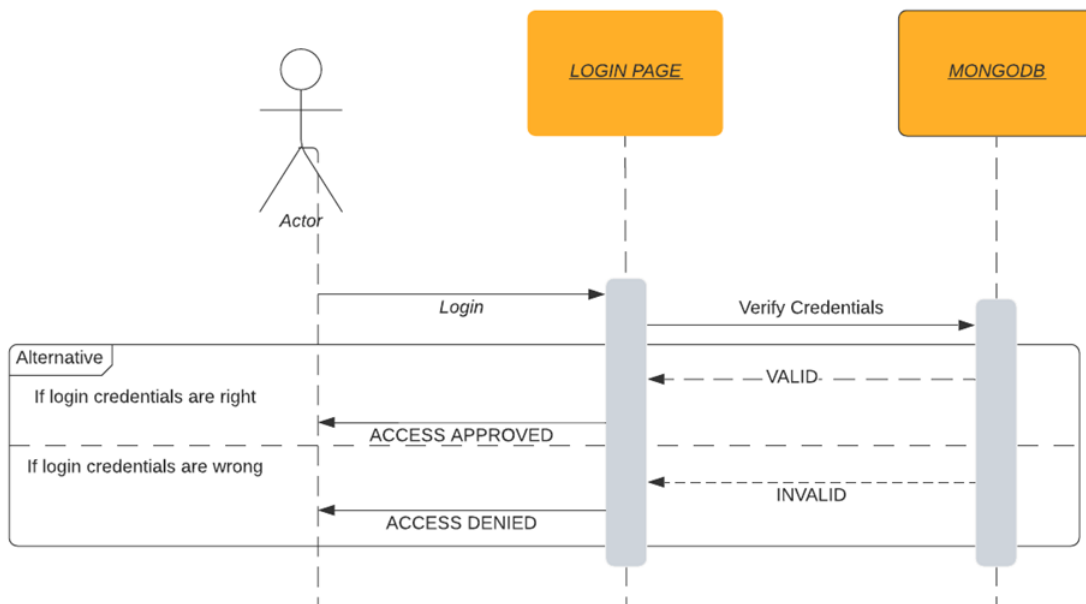 LOGIN PAGE
MONGODB
Actor
Login
Verify Credentials
Alternative
VALID
If login credentials are right
ACCESS APPROVED
If login credentials are wrong
INVALID
ACCESS DENIED